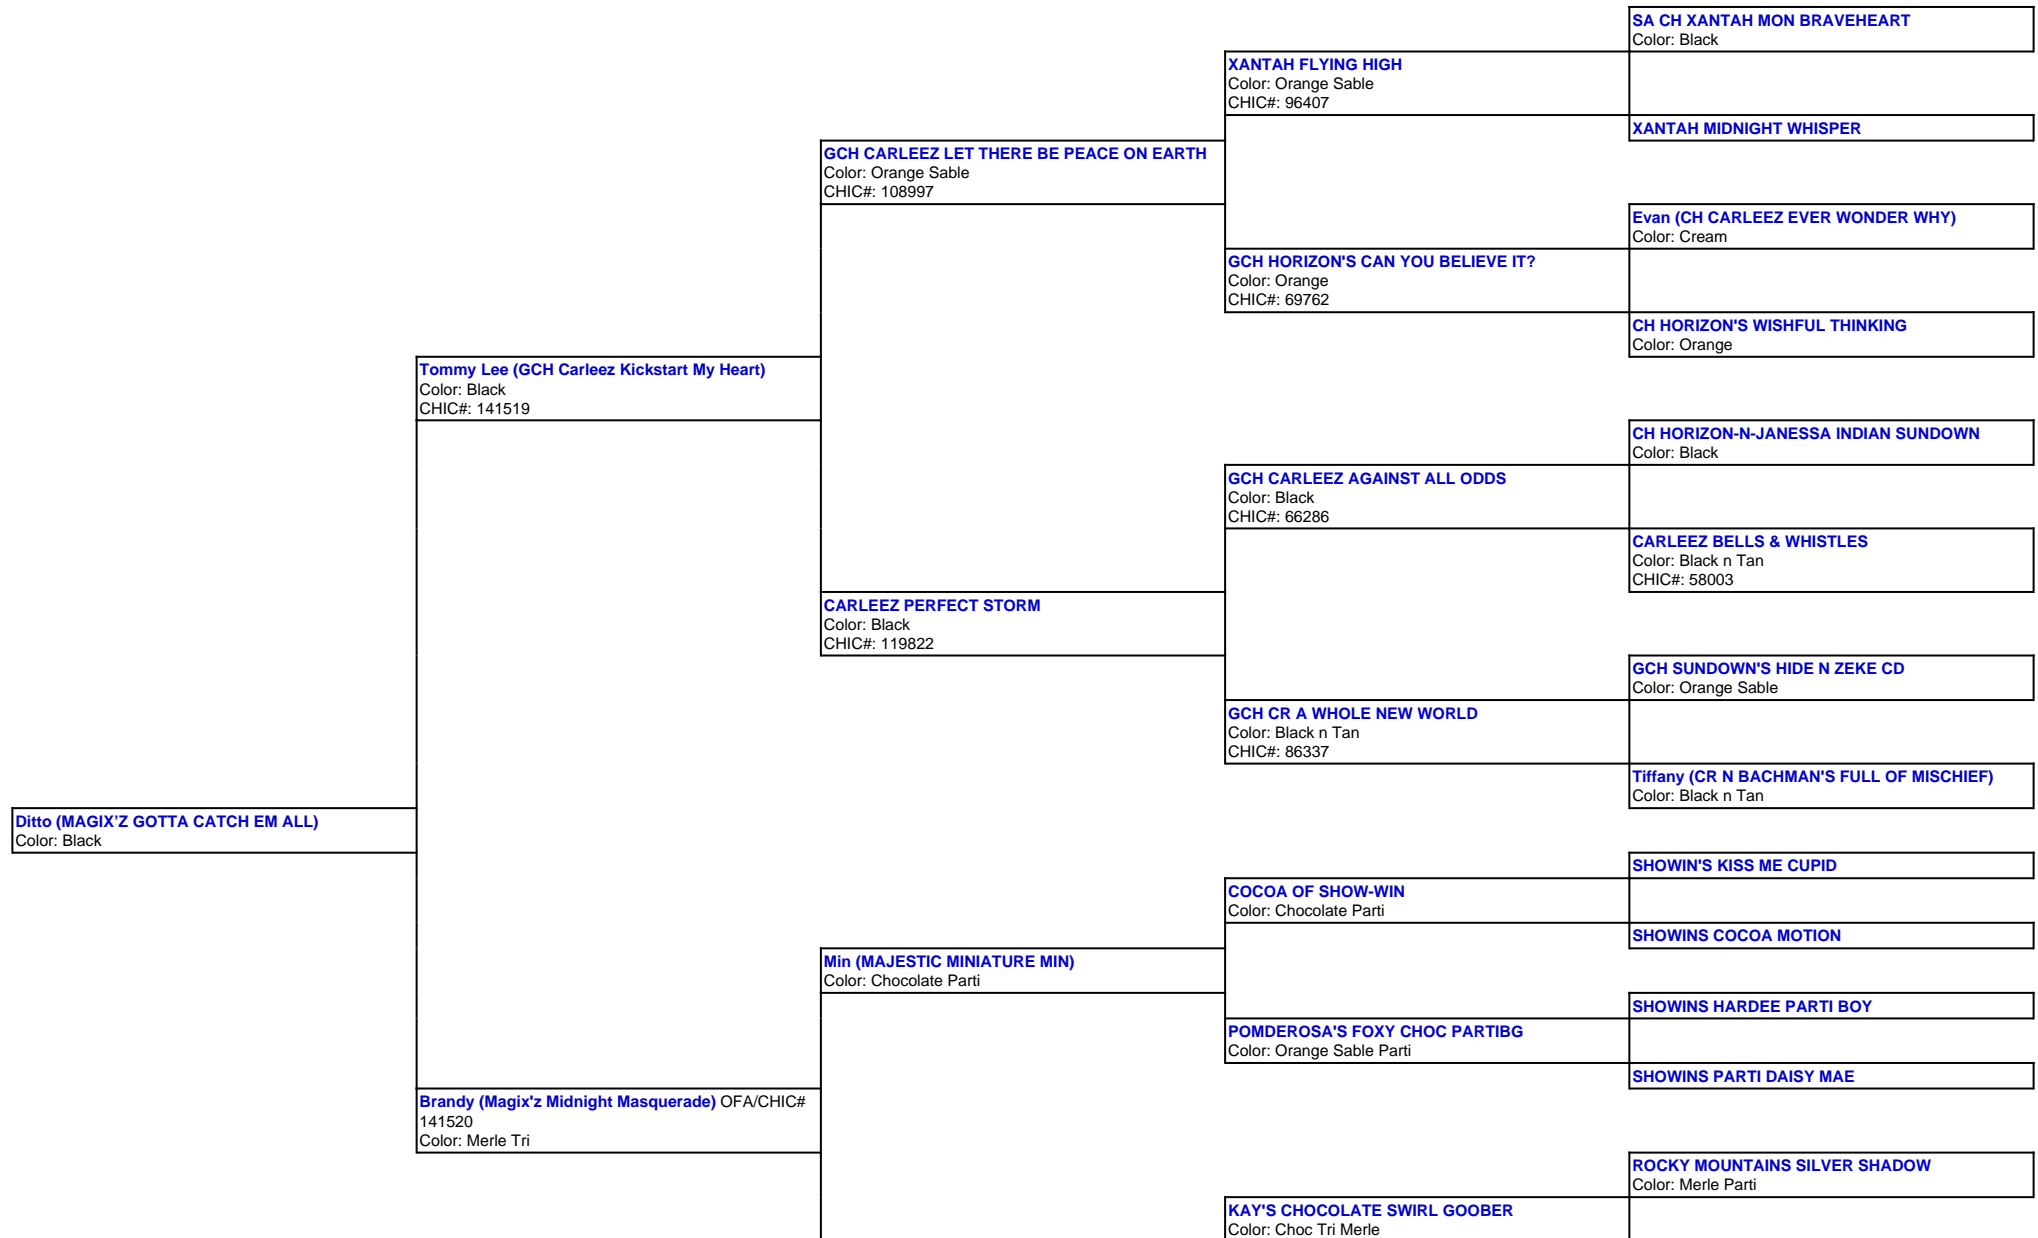 SA CH XANTAH MON BRAVEHEART
Color: Black
XANTAH FLYING HIGH
Color: Orange Sable
CHIC#: 96407
XANTAH MIDNIGHT WHISPER
GCH CARLEEZ LET THERE BE PEACE ON EARTH
Color: Orange Sable
CHIC#: 108997
Evan (CH CARLEEZ EVER WONDER WHY)
Color: Cream
GCH HORIZON'S CAN YOU BELIEVE IT?
Color: Orange
CHIC#: 69762
CH HORIZON'S WISHFUL THINKING
Color: Orange
Tommy Lee (GCH Carleez Kickstart My Heart)
Color: Black
CHIC#: 141519
CH HORIZON-N-JANESSA INDIAN SUNDOWN
Color: Black
GCH CARLEEZ AGAINST ALL ODDS
Color: Black
CHIC#: 66286
CARLEEZ BELLS & WHISTLES
Color: Black n Tan
CHIC#: 58003
CARLEEZ PERFECT STORM
Color: Black
CHIC#: 119822
GCH SUNDOWN'S HIDE N ZEKE CD
Color: Orange Sable
GCH CR A WHOLE NEW WORLD
Color: Black n Tan
CHIC#: 86337
Tiffany (CR N BACHMAN'S FULL OF MISCHIEF)
Color: Black n Tan
Ditto (MAGIX’Z GOTTA CATCH EM ALL)
Color: Black
SHOWIN'S KISS ME CUPID
COCOA OF SHOW-WIN
Color: Chocolate Parti
SHOWINS COCOA MOTION
Min (MAJESTIC MINIATURE MIN)
Color: Chocolate Parti
SHOWINS HARDEE PARTI BOY
POMDEROSA'S FOXY CHOC PARTIBG
Color: Orange Sable Parti
SHOWINS PARTI DAISY MAE
Brandy (Magix'z Midnight Masquerade) OFA/CHIC#
141520
Color: Merle Tri
ROCKY MOUNTAINS SILVER SHADOW
Color: Merle Parti
KAY'S CHOCOLATE SWIRL GOOBER
Color: Choc Tri Merle